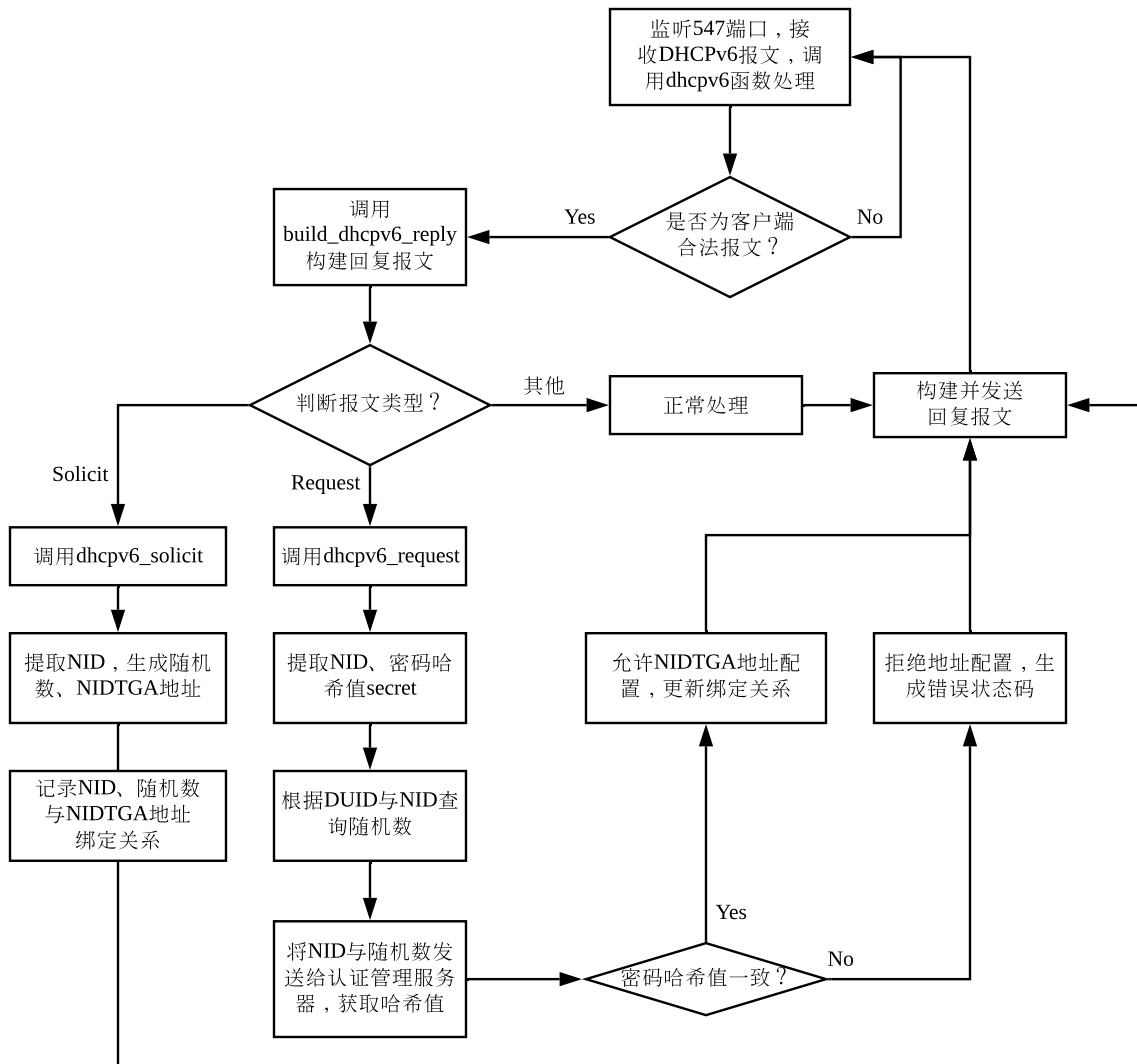 监听547端口，接
收DHCPv6报文，调
用dhcpv6函数处理
是否为客户端
合法报文？
Yes
No
调用
build_dhcpv6_reply
构建回复报文
判断报文类型？
其他
正常处理
构建并发送
回复报文
Solicit
Request
调用dhcpv6_solicit
调用dhcpv6_request
提取NID，生成随机
数、NIDTGA地址
提取NID、密码哈
希值secret
允许NIDTGA地址配
置，更新绑定关系
拒绝地址配置，生
成错误状态码
记录NID、随机数
与NIDTGA地址
绑定关系
根据DUID与NID查
询随机数
将NID与随机数发
送给认证管理服务
器，获取哈希值
密码哈希值一致？
Yes
No